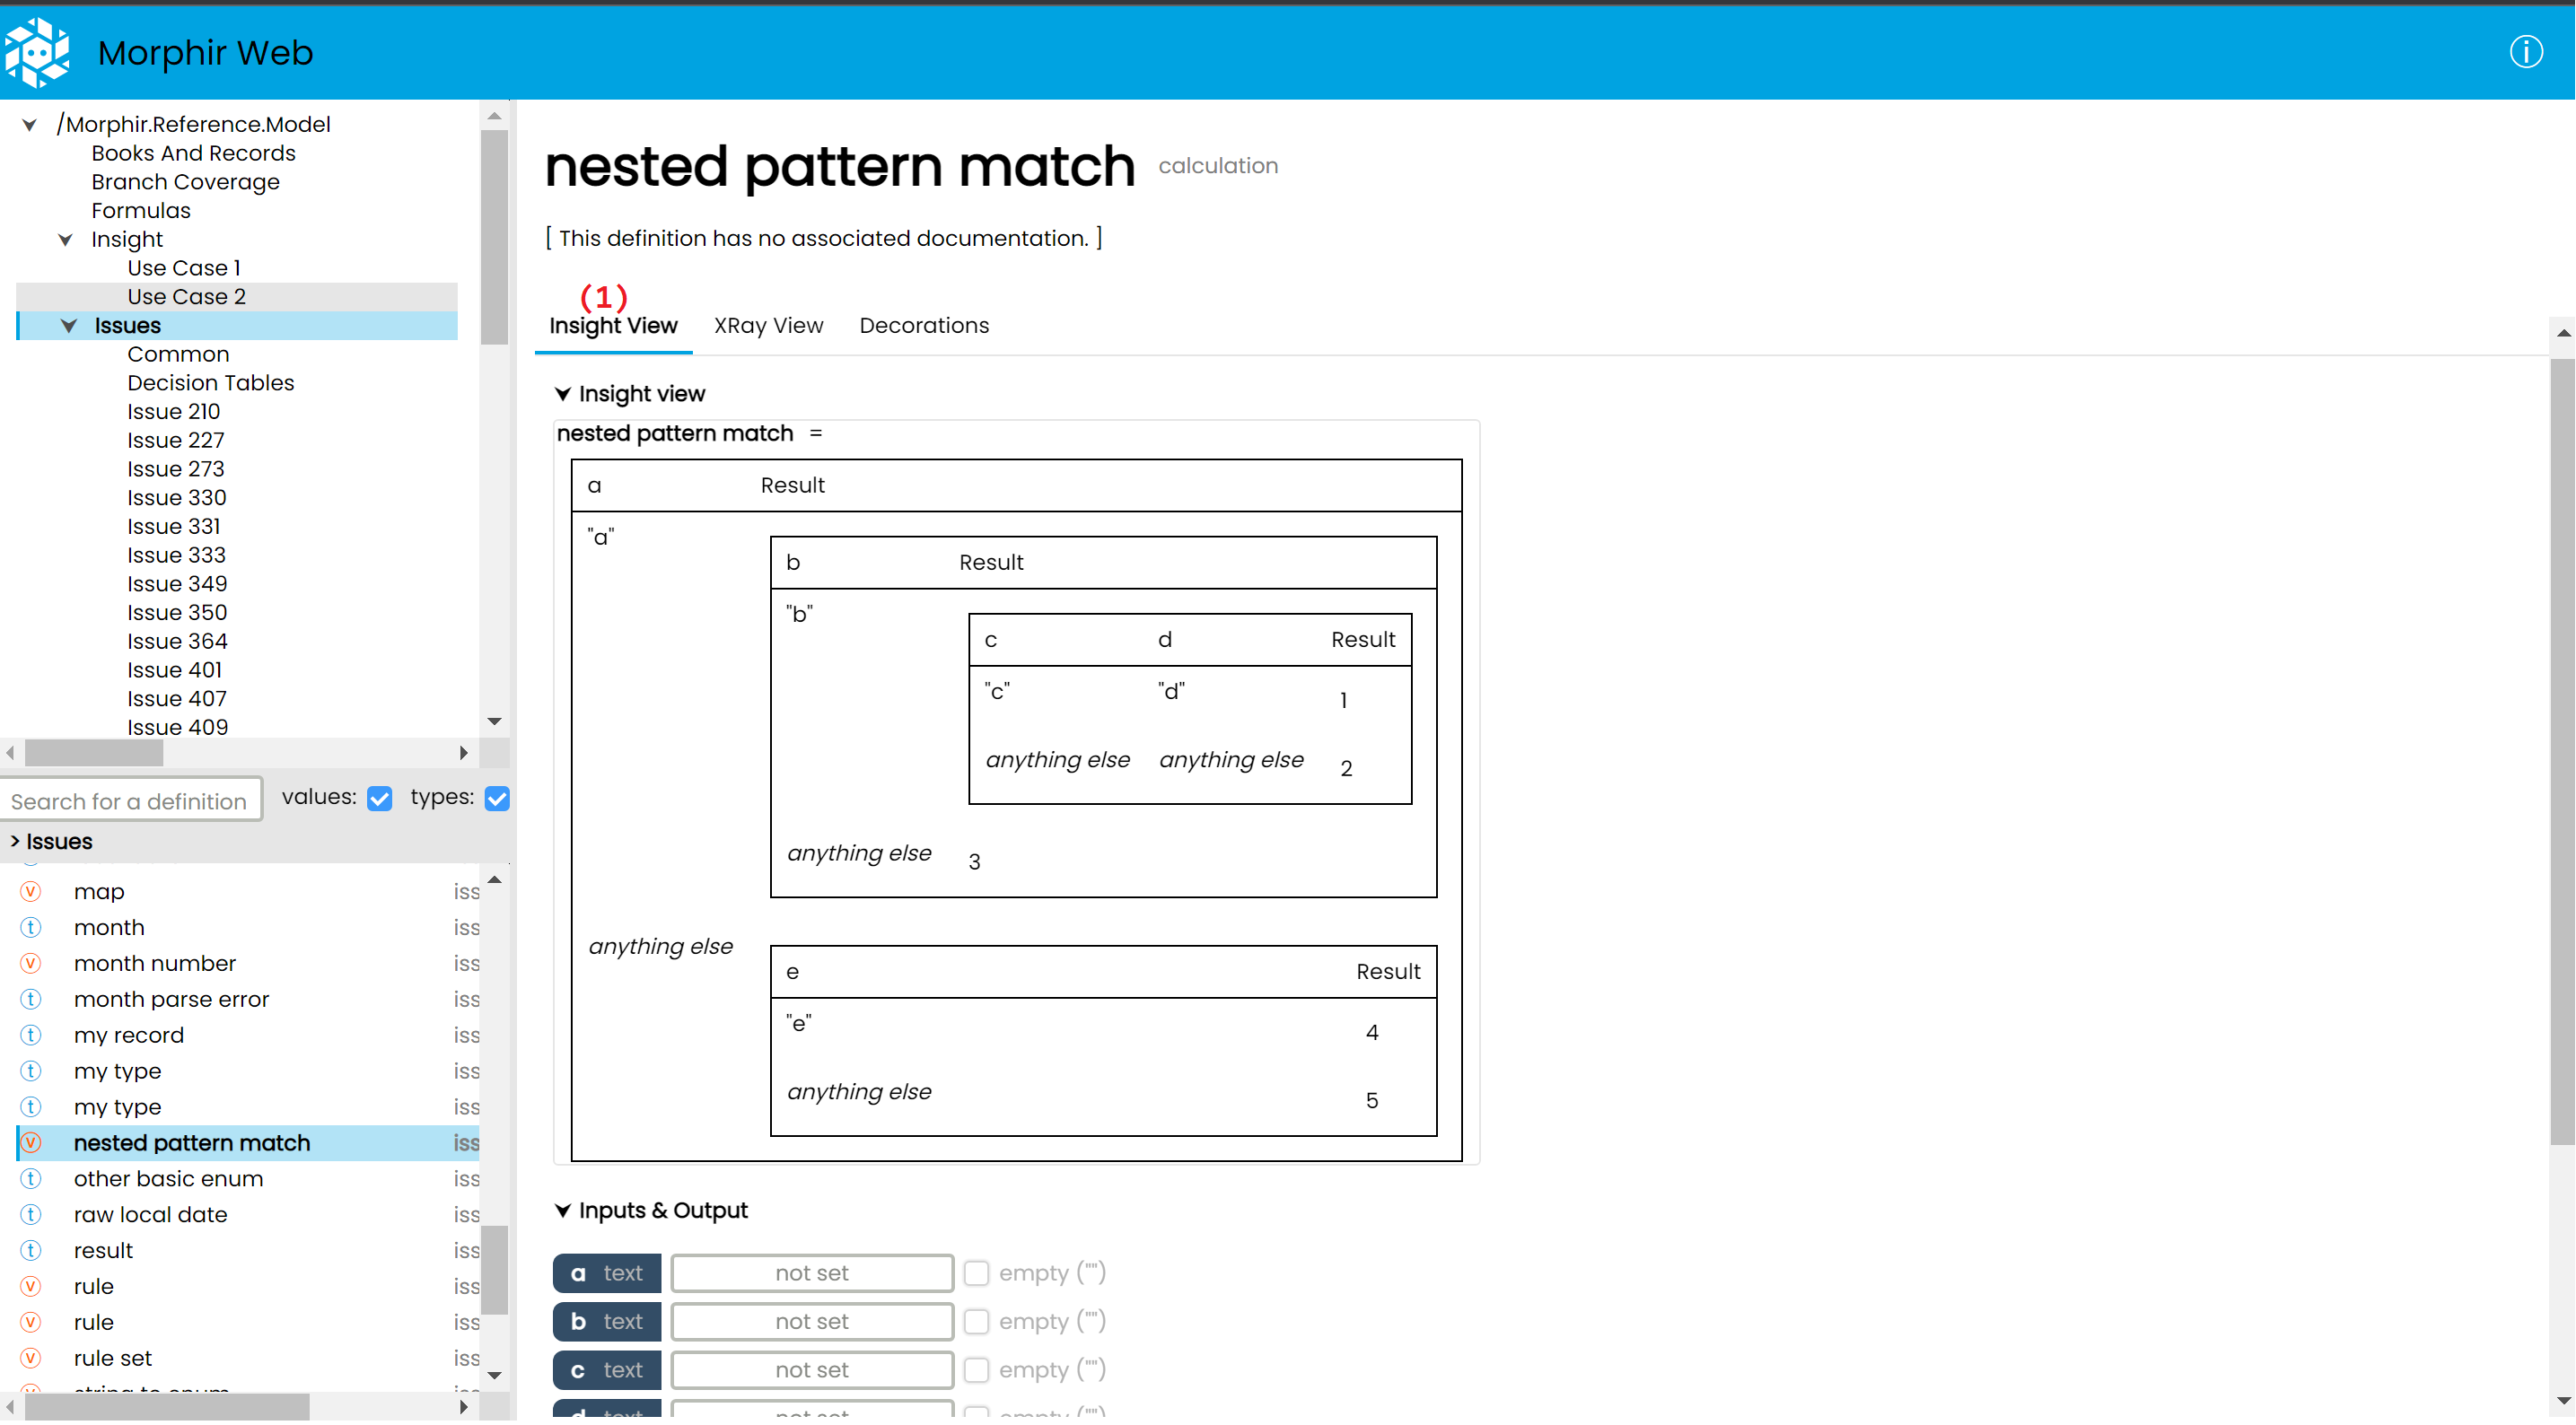 Morphir Web
/Morphir.Reference.Model
Books And Records
Branch Coverage
Formulas
Insight
Use Case 1
Use Case 2
Issues
Common
Decision Tables
Issue 210
Issue 227
Issue 273
Issue 330
Issue 331
Issue 333
Issue 349
Issue 350
Issue 364
Issue 401
Issue 407
Issue 409
Search for a definition values: types:
> Issues
v map iss
t month iss
v month number iss
t month parse error iss
t my record iss
t my type iss
t my type iss
v nested pattern match iss
t other basic enum iss
t raw local date iss
t result iss
v rule iss
v rule iss
v rule set iss
string to enum
nested pattern match calculation
[ This definition has no associated documentation. ]
(1)
Insight View XRay View Decorations
Insight view
nested pattern match =
a Result
"a"
b Result
"b"
c d Result
"c" "d" 1
anything else anything else 2
anything else 3
anything else
e Result
"e" 4
anything else 5
Inputs & Output
a text not set empty ("")
b text not set empty ("")
c text not set empty ("")
d text not set empty ("")